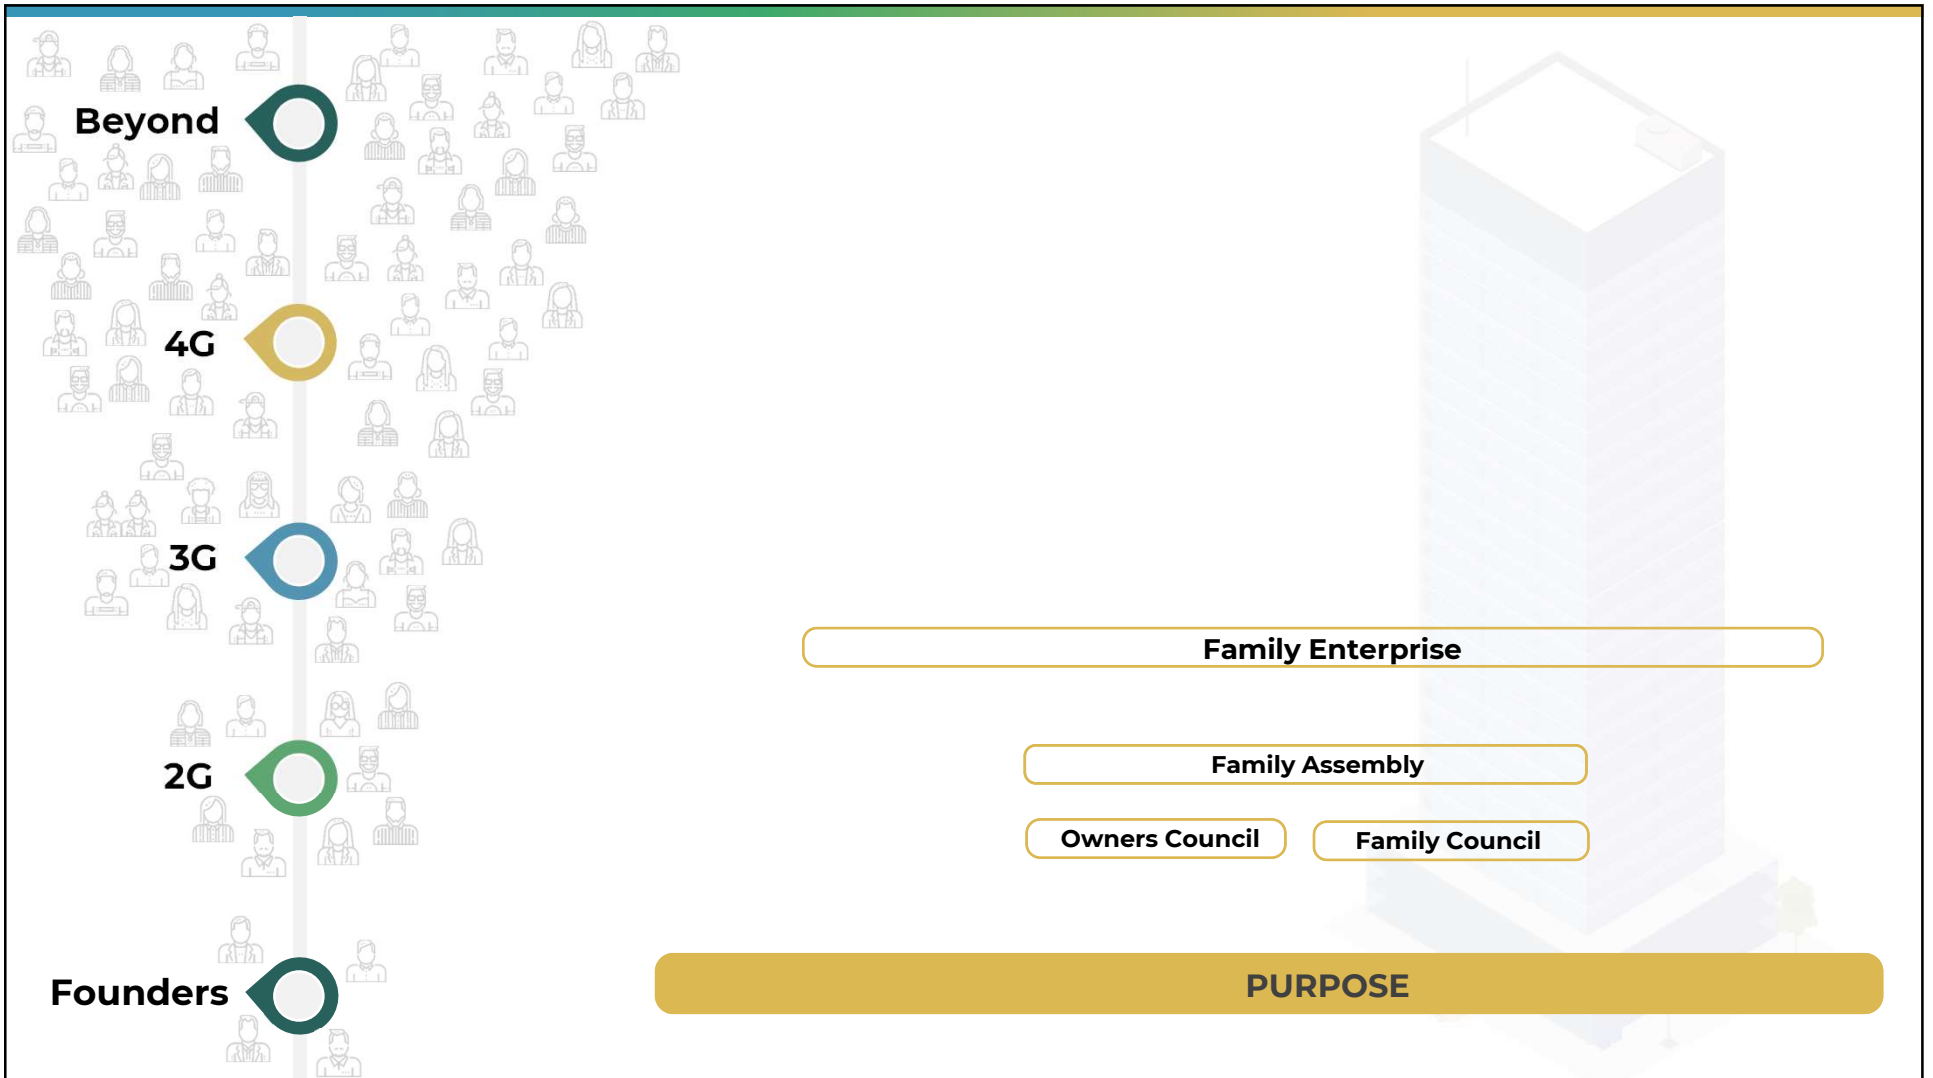 Beyond
4G
3G
Family Enterprise
2G
Family Assembly
Owners Council
Family Council
Founders
PURPOSE